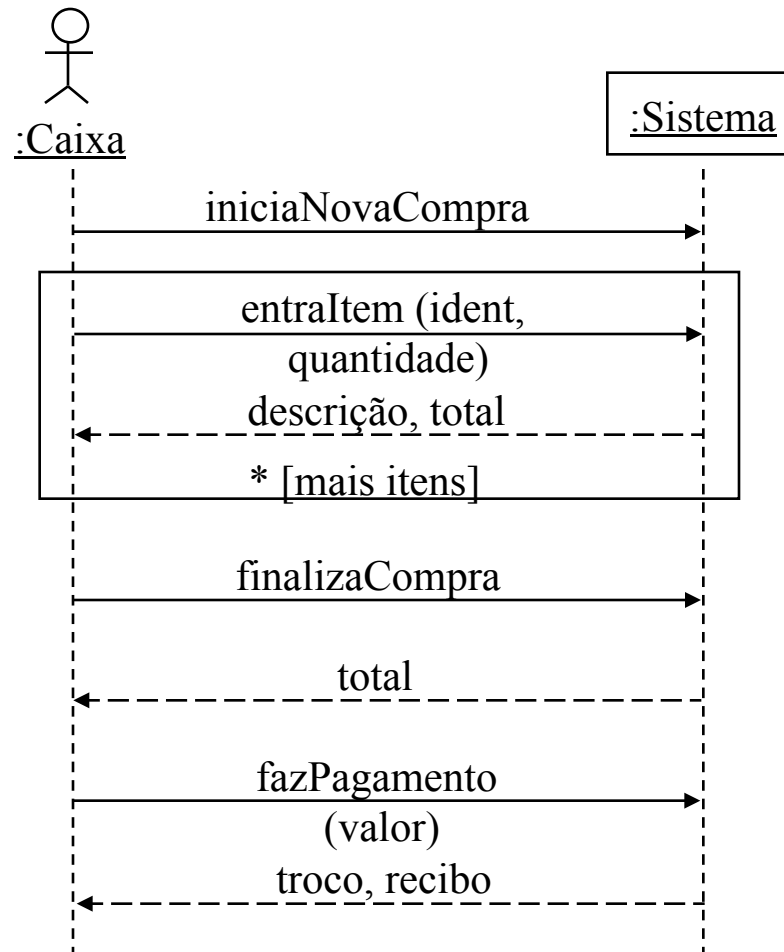 :Caixa
:Sistema
iniciaNovaCompra
entraItem (ident,
quantidade)
descrição, total
* [mais itens]
finalizaCompra
total
fazPagamento
(valor)
troco, recibo